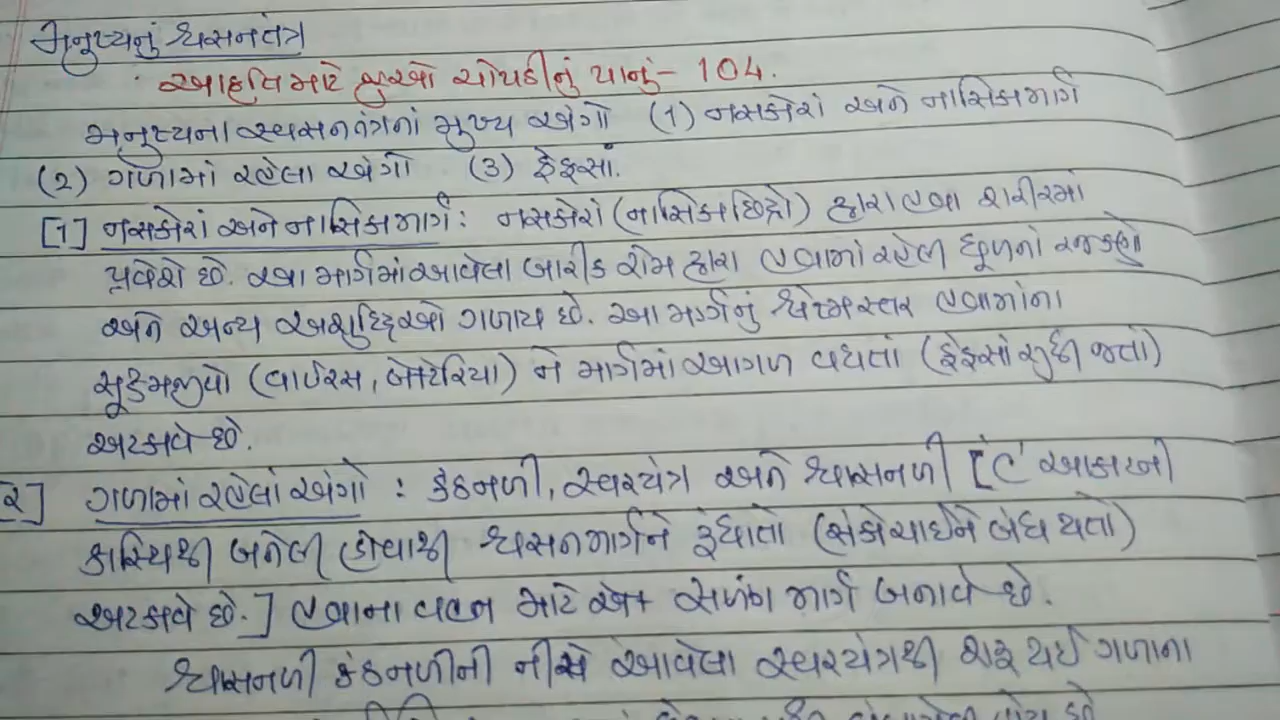 મનુષ્યનું શ્વસનતંત્ર
આકૃતિ માટે જુઓ ચોપડીનું પાનું- 104.
મનુષ્યના શ્વસનતંત્રનાં મુખ્ય અંગો (1) નસકોરાં અને નાસિકામાર્ગ
(2) ગળામાં રહેલા અંગો (3) ફેફસાં.
[1] નસકોરાં અને નાસિકામાર્ગ: નસકોરાં (નાસિકાછિદ્રો) દ્વારા હવા શરીરમાં
પ્રવેશે છે. આ માર્ગમાં આવેલા બારીક રોમ દ્વારા હવામાં રહેલ ધૂળનાં રજકણો
અને અન્ય અશુદ્ધિઓ ગળાય છે. આ માર્ગનું શ્લેષ્મસ્તર હવામાંના
સૂક્ષ્મજીવો (વાઈરસ, બેક્ટેરિયા) ને માર્ગમાં આગળ વધતાં (ફેફસાં સુધી જતાં)
અટકાવે છે.
૨] ગળામાં રહેલાં અંગો : કંઠનળી, સ્વરયંત્ર અને શ્વાસનળી ['C' આકારની
કાસ્થિથી બનેલી હોવાથી શ્વસનમાર્ગને રૂંધાતો (સંકોચાઈને બંધ થતો)
અટકાવે છે.] હવાના વહન માટે એક સળંગ માર્ગ બનાવે છે.
શ્વાસનળી કંઠનળીની નીચે આવેલા સ્વરયંત્રથી શરૂ થઈ ગળાના